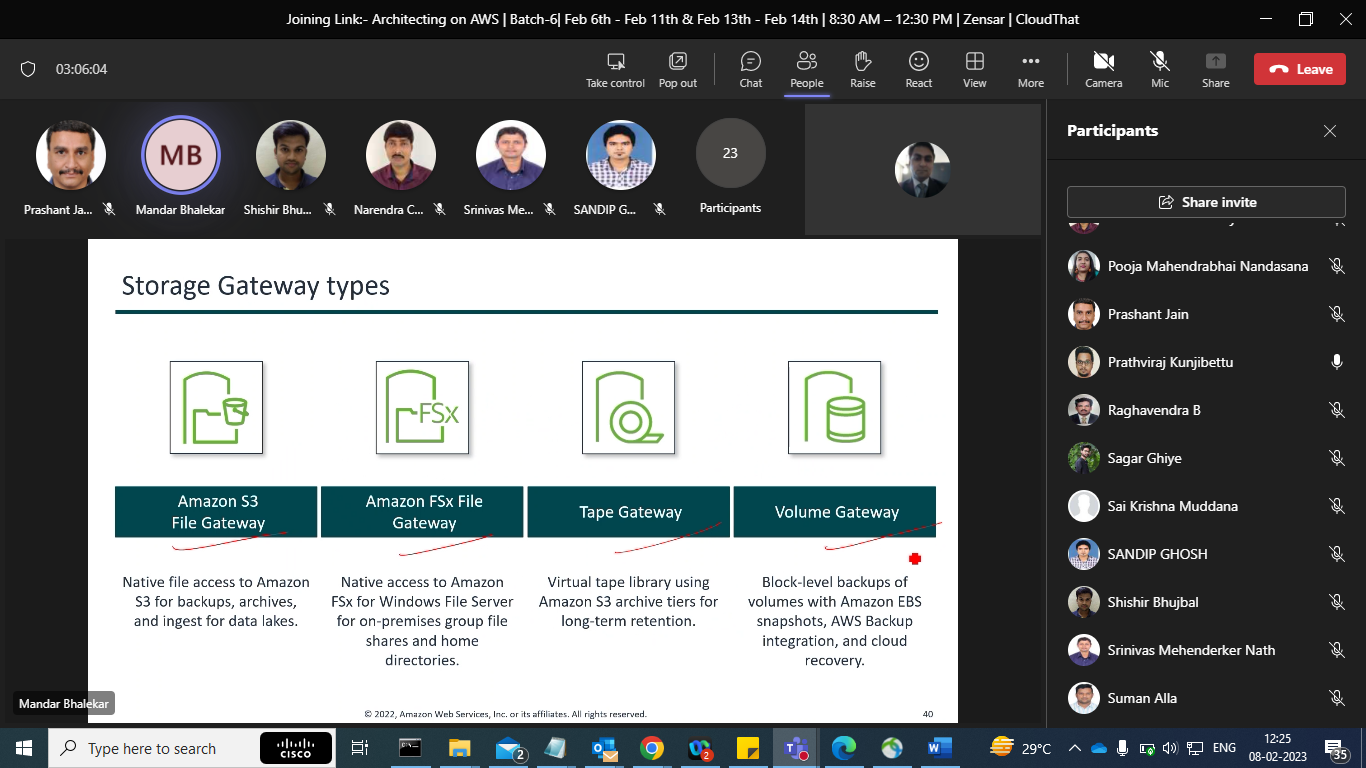 Joining Link:- Architecting on AWS | Batch-6| Feb 6th - Feb 11th & Feb 13th - Feb 14th | 8:30 AM – 12:30 PM | Zensar | CloudThat
03:06:04
Take control
Pop out
Chat
People
Raise
React
View
More
Camera
Mic
Share
Leave
MB
23
Prashant Ja...
Mandar Bhalekar
Shishir Bhu...
Narendra C...
Srinivas Me...
SANDIP G...
Participants
Participants
Share invite
Pooja Mahendrabhai Nandasana
Prashant Jain
Prathviraj Kunjibettu
Raghavendra B
Sagar Ghiye
Sai Krishna Muddana
SANDIP GHOSH
Shishir Bhujbal
Srinivas Mehenderker Nath
Suman Alla
Storage Gateway types
FSx
Amazon S3
File Gateway
Native file access to Amazon
S3 for backups, archives,
and ingest for data lakes.
Amazon FSx File
Gateway
Native access to Amazon
FSx for Windows File Server
for on-premises group file
shares and home
directories.
Tape Gateway
Virtual tape library using
Amazon S3 archive tiers for
long-term retention.
Volume Gateway
Block-level backups of
volumes with Amazon EBS
snapshots, AWS Backup
integration, and cloud
recovery.
Mandar Bhalekar
© 2022, Amazon Web Services, Inc. or its affiliates. All rights reserved.
40
Type here to search
CISCO
2
2
29°C
ENG
12:25
08-02-2023
35